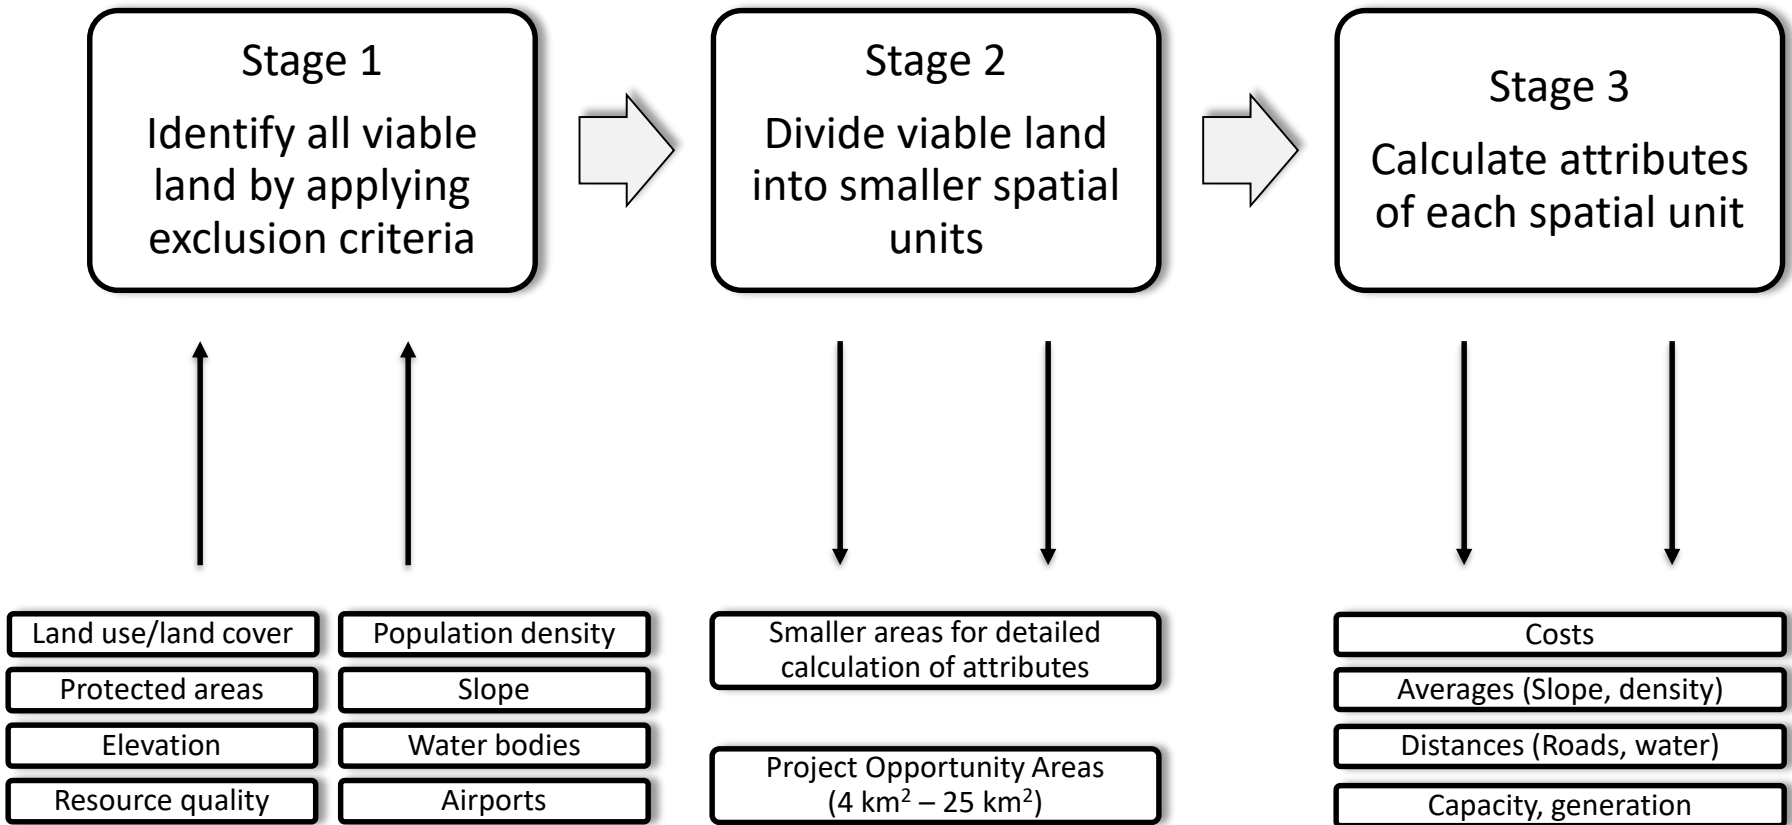 Stage 1
Identify all viable
land by applying
exclusion criteria
Stage 2
Divide viable land
into smaller spatial
units
Stage 3
Calculate attributes
of each spatial unit
Land use/land cover
Protected areas
Elevation
Resource quality
Population density
Slope
Water bodies
Airports
Smaller areas for detailed
calculation of attributes
Project Opportunity Areas
(4 km² – 25 km²)
Costs
Averages (Slope, density)
Distances (Roads, water)
Capacity, generation